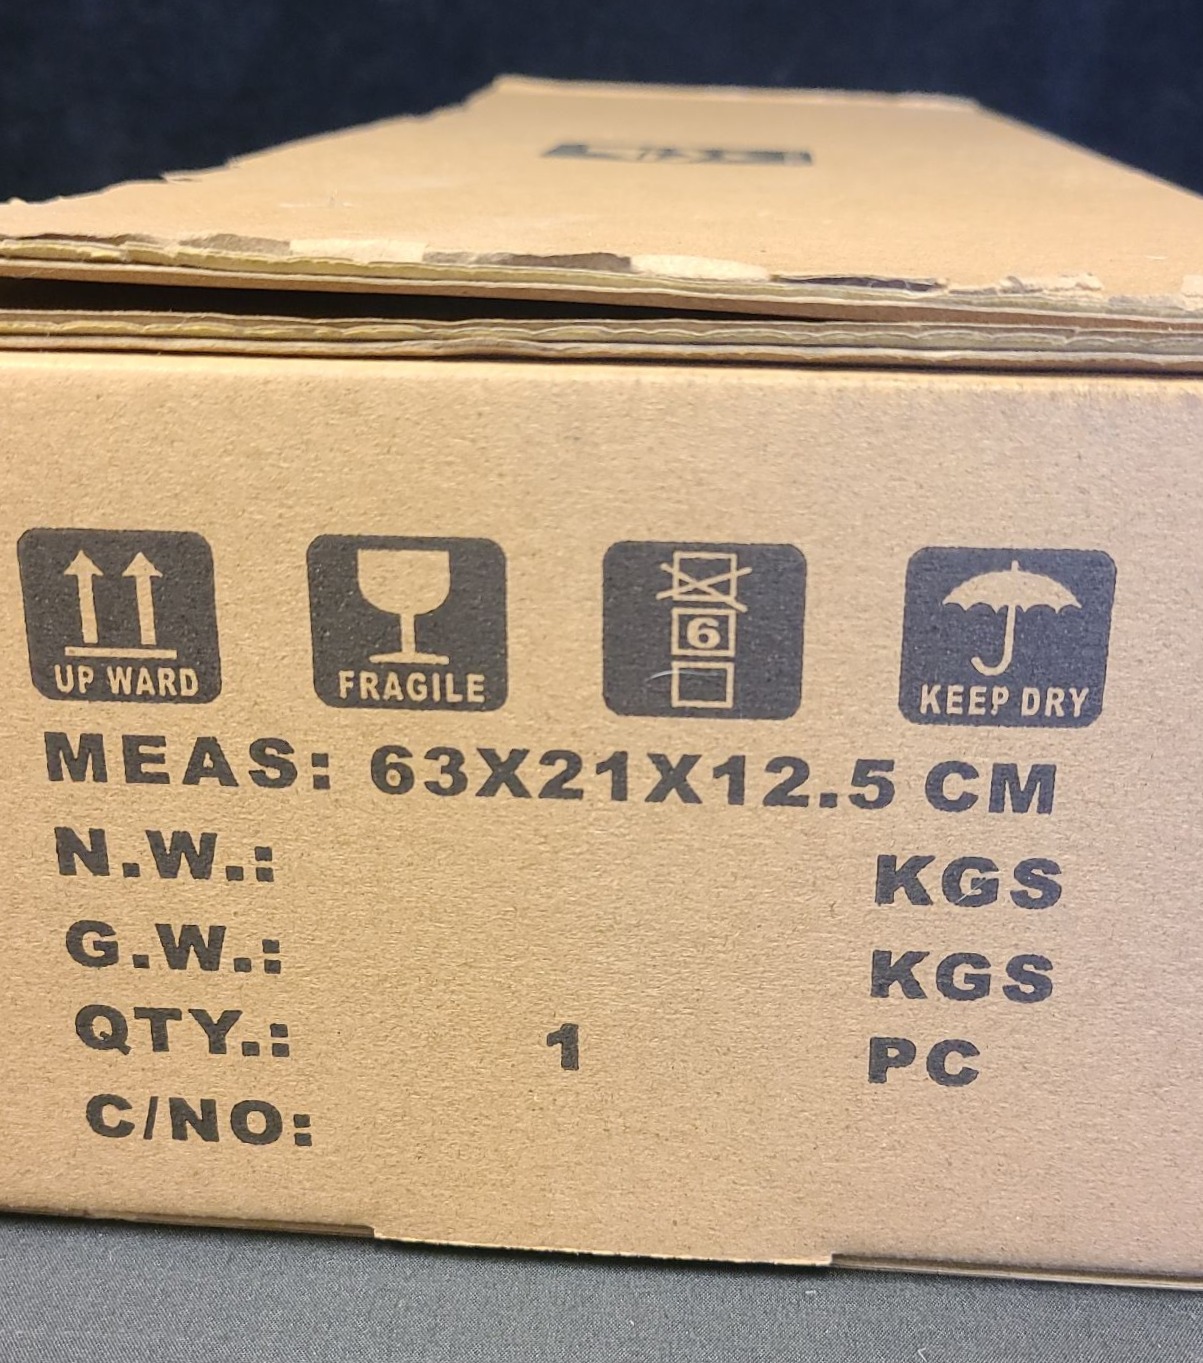 UP WARD FRAGILE 6 KEEP DRY
MEAS: 63X21X12.5 CM
N.W.: KGS
G.W.: KGS
QTY.: 1 PC
C/NO: